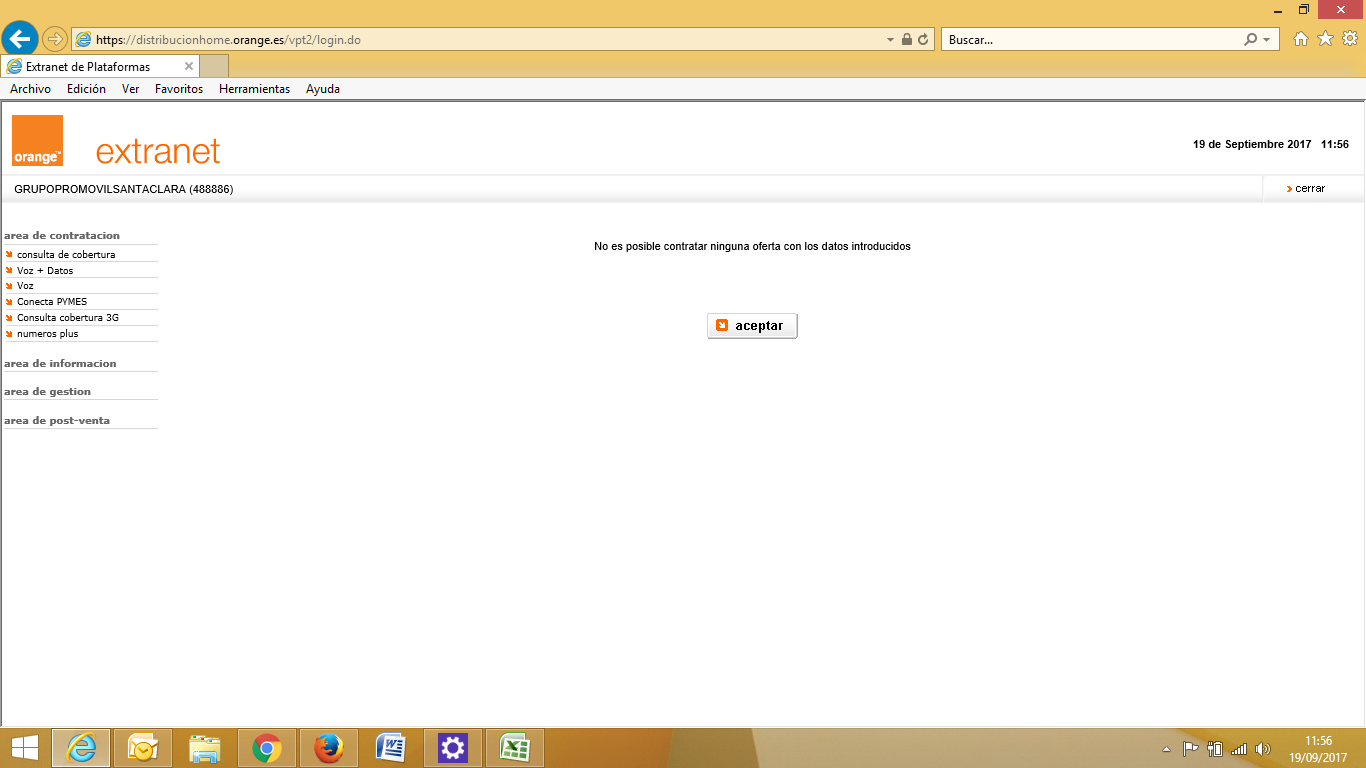 https://distribucionhome.orange.es/vpt2/login.do
Buscar...
Extranet de Plataformas
Archivo Edición Ver Favoritos Herramientas Ayuda
orange™
extranet
19 de Septiembre 2017 11:56
GRUPOPROMOVILSANTACLARA (488886)
cerrar
area de contratacion
consulta de cobertura
Voz + Datos
Voz
Conecta PYMES
Consulta cobertura 3G
numeros plus
area de informacion
area de gestion
area de post-venta
No es posible contratar ninguna oferta con los datos introducidos
aceptar
11:56
19/09/2017